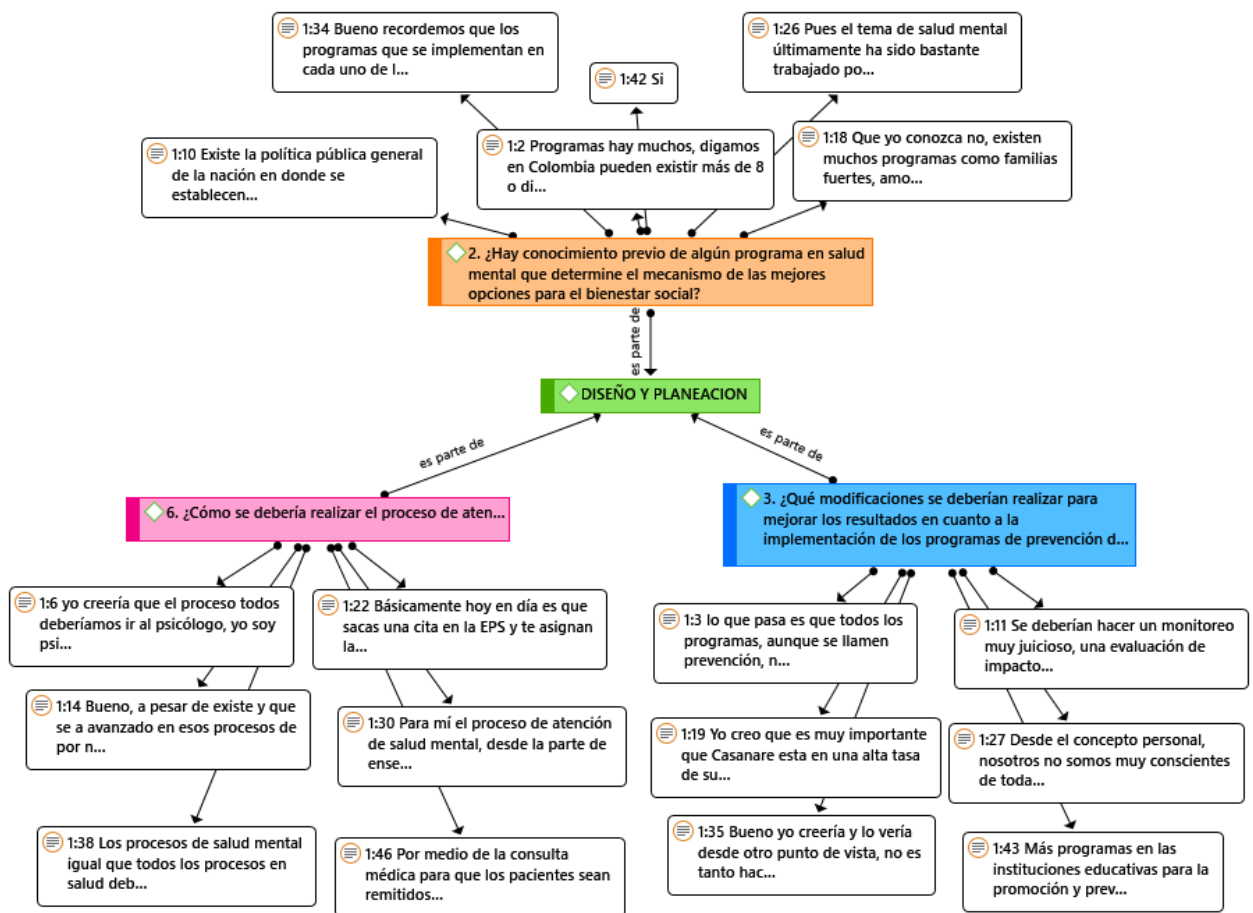 1:34 Bueno recordemos que los
programas que se implementan en
cada uno de l...
1:26 Pues el tema de salud mental
últimamente ha sido bastante
trabajado po...
1:42 Si
1:10 Existe la política pública general
de la nación en donde se
establecen...
1:2 Programas hay muchos, digamos
en Colombia pueden existir más de 8
o di...
1:18 Que yo conozca no, existen
muchos programas como familias
fuertes, amo...
2. ¿Hay conocimiento previo de algún programa en salud
mental que determine el mecanismo de las mejores
opciones para el bienestar social?
es parte de
DISEÑO Y PLANEACION
es parte de
es parte de
6. ¿Cómo se debería realizar el proceso de aten...
3. ¿Qué modificaciones se deberían realizar para
mejorar los resultados en cuanto a la
implementación de los programas de prevención d...
1:6 yo creería que el proceso todos
deberíamos ir al psicólogo, yo soy
psi...
1:22 Básicamente hoy en día es que
sacas una cita en la EPS y te asignan
la...
1:3 lo que pasa es que todos los
programas, aunque se llamen
prevención, n...
1:11 Se deberían hacer un monitoreo
muy juicioso, una evaluación de
impacto...
1:14 Bueno, a pesar de existe y que
se a avanzado en esos procesos de
por n...
1:30 Para mí el proceso de atención
de salud mental, desde la parte de
ense...
1:19 Yo creo que es muy importante
que Casanare esta en una alta tasa
de su...
1:27 Desde el concepto personal,
nosotros no somos muy conscientes
de toda...
1:38 Los procesos de salud mental
igual que todos los procesos en
salud deb...
1:46 Por medio de la consulta
médica para que los pacientes sean
remitidos...
1:35 Bueno yo creería y lo vería
desde otro punto de vista, no es
tanto hac...
1:43 Más programas en las
instituciones educativas para la
promoción y prev...